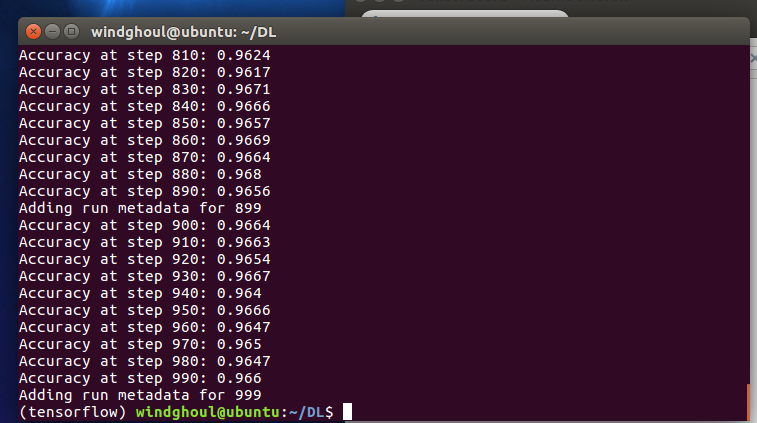 windghoul@ubuntu: ~/DL
Accuracy at step 810: 0.9624
Accuracy at step 820: 0.9617
Accuracy at step 830: 0.9671
Accuracy at step 840: 0.9666
Accuracy at step 850: 0.9657
Accuracy at step 860: 0.9669
Accuracy at step 870: 0.9664
Accuracy at step 880: 0.968
Accuracy at step 890: 0.9656
Adding run metadata for 899
Accuracy at step 900: 0.9664
Accuracy at step 910: 0.9663
Accuracy at step 920: 0.9654
Accuracy at step 930: 0.9667
Accuracy at step 940: 0.964
Accuracy at step 950: 0.9666
Accuracy at step 960: 0.9647
Accuracy at step 970: 0.965
Accuracy at step 980: 0.9647
Accuracy at step 990: 0.966
Adding run metadata for 999
(tensorflow) windghoul@ubuntu:~/DL$